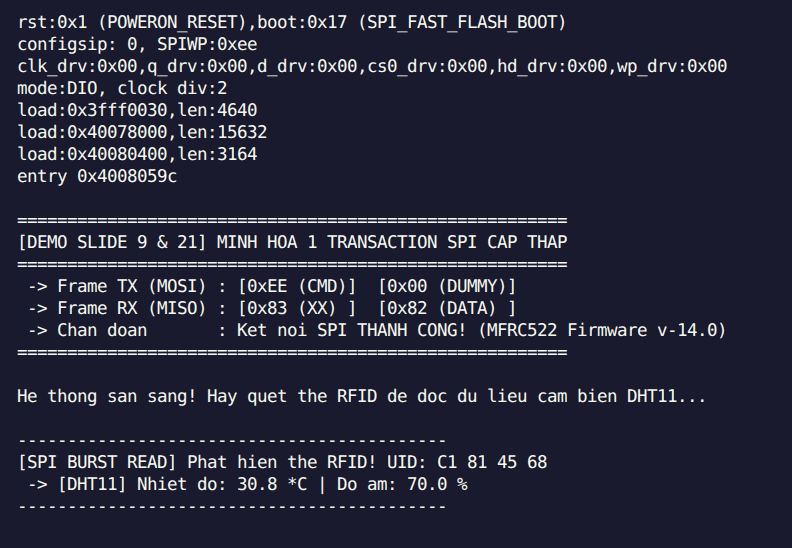 rst:0x1 (POWERON_RESET),boot:0x17 (SPI_FAST_FLASH_BOOT)
configsip: 0, SPIWP:0xee
clk_drv:0x00,q_drv:0x00,d_drv:0x00,cs0_drv:0x00,hd_drv:0x00,wp_drv:0x00
mode:DIO, clock div:2
load:0x3fff0030,len:4640
load:0x40078000,len:15632
load:0x40080400,len:3164
entry 0x4008059c
=======================================================
[DEMO SLIDE 9 & 21] MINH HOA 1 TRANSACTION SPI CAP THAP
=======================================================
-> Frame TX (MOSI) : [0xEE (CMD)]  [0x00 (DUMMY)]
-> Frame RX (MISO) : [0x83 (XX) ]  [0x82 (DATA) ]
-> Chan doan       : Ket noi SPI THANH CONG! (MFRC522 Firmware v-14.0)
=======================================================
He thong san sang! Hay quet the RFID de doc du lieu cam bien DHT11...
-------------------------------------------
[SPI BURST READ] Phat hien the RFID! UID: C1 81 45 68
-> [DHT11] Nhiet do: 30.8 *C | Do am: 70.0 %
-------------------------------------------